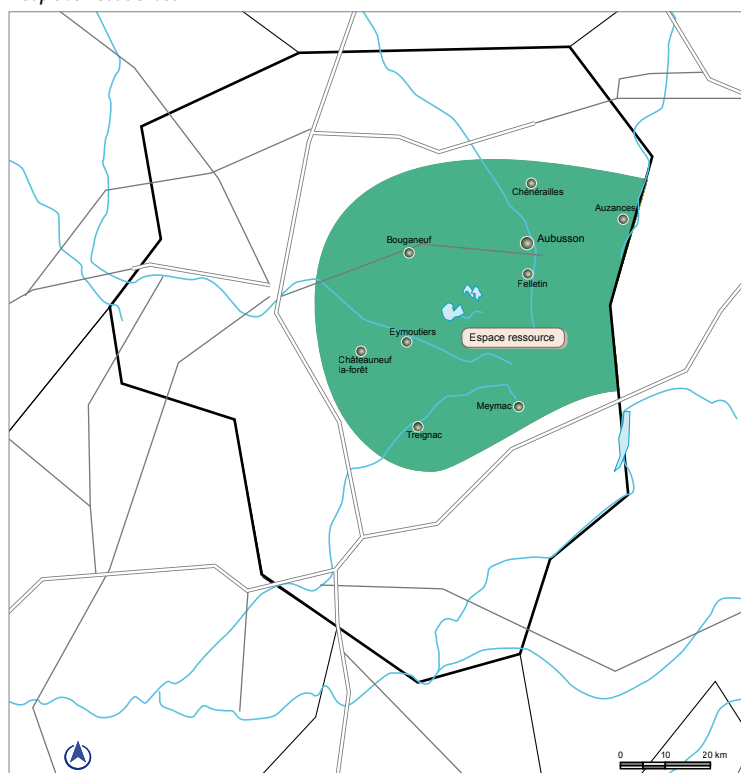 Chénérailles
Auzances
Aubusson
Bouganeuf
Felletin
Eymoutiers
Espace ressource
Châteauneuf
la-forêt
Meymac
Treignac
0 10 20 km